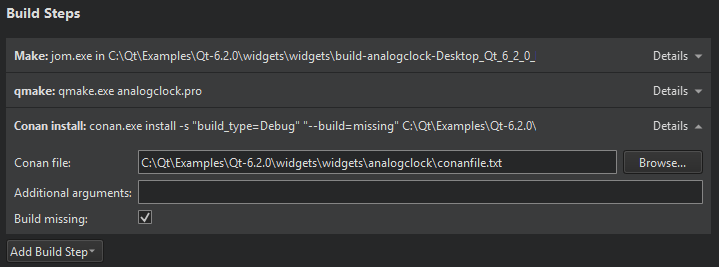 Build Steps
Make: jom.exe in C:\Qt\Examples\Qt-6.2.0\widgets\widgets\build-analogclock-Desktop_Qt_6_2_0_ Details
qmake: qmake.exe analogclock.pro Details
Conan install: conan.exe install -s "build_type=Debug" "--build=missing" C:\Qt\Examples\Qt-6.2.0\ Details
Conan file: C:\Qt\Examples\Qt-6.2.0\widgets\widgets\analogclock\conanfile.txt Browse...
Additional arguments:
Build missing:
Add Build Step